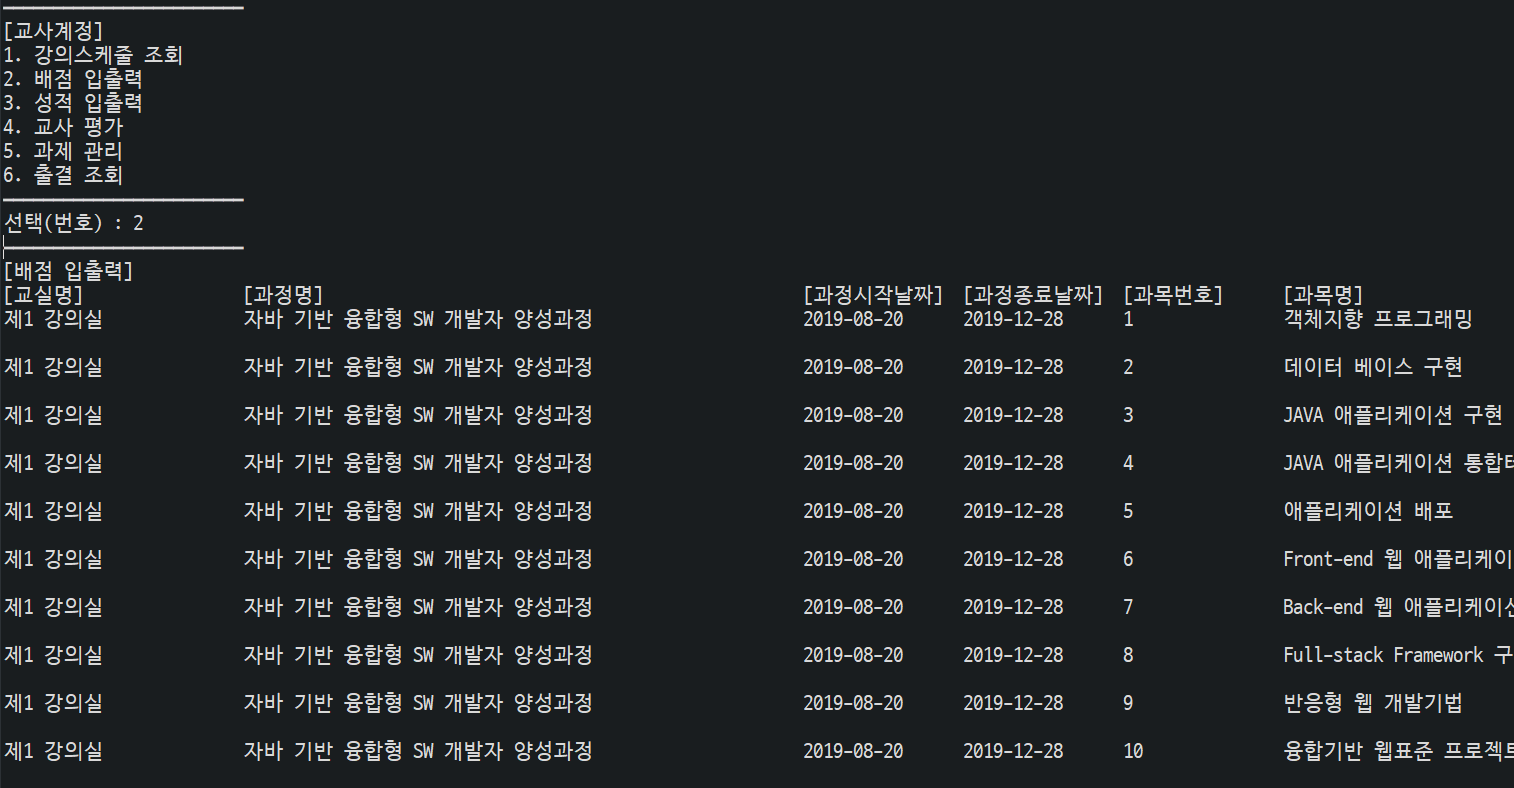 [교사계정]
1. 강의스케줄 조회
2. 배점 입출력
3. 성적 입출력
4. 교사 평가
5. 과제 관리
6. 출결 조회
선택(번호) : 2
[배점 입출력]
[교실명] [과정명] [과정시작날짜] [과정종료날짜] [과목번호] [과목명]
제1 강의실 자바 기반 융합형 SW 개발자 양성과정 2019-08-20 2019-12-28 1 객체지향 프로그래밍
제1 강의실 자바 기반 융합형 SW 개발자 양성과정 2019-08-20 2019-12-28 2 데이터 베이스 구현
제1 강의실 자바 기반 융합형 SW 개발자 양성과정 2019-08-20 2019-12-28 3 JAVA 애플리케이션 구현
제1 강의실 자바 기반 융합형 SW 개발자 양성과정 2019-08-20 2019-12-28 4 JAVA 애플리케이션
제1 강의실 자바 기반 융합형 SW 개발자 양성과정 2019-08-20 2019-12-28 5 애플리케이션 배포
제1 강의실 자바 기반 융합형 SW 개발자 양성과정 2019-08-20 2019-12-28 6 Front-end 웹 애플리케이
제1 강의실 자바 기반 융합형 SW 개발자 양성과정 2019-08-20 2019-12-28 7 Back-end 웹 애플리케이션
제1 강의실 자바 기반 융합형 SW 개발자 양성과정 2019-08-20 2019-12-28 8 Full-stack Framework 구
제1 강의실 자바 기반 융합형 SW 개발자 양성과정 2019-08-20 2019-12-28 9 반응형 웹 개발기법
제1 강의실 자바 기반 융합형 SW 개발자 양성과정 2019-08-20 2019-12-28 10 융합기반 웹표준 프로젝트